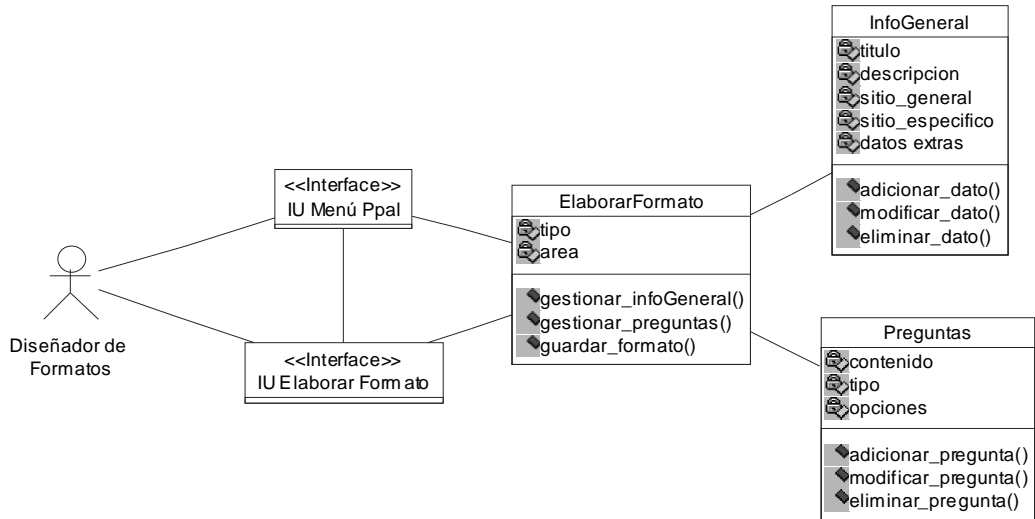 InfoGeneral
titulo
descripcion
sitio_general
sitio_especifico
datos extras
adicionar_dato()
modificar_dato()
eliminar_dato()
<<Interface>>
IU Menú Ppal
ElaborarFormato
tipo
area
gestionar_infoGeneral()
gestionar_preguntas()
guardar_formato()
Diseñador de
Formatos
<<Interface>>
IU Elaborar Formato
Preguntas
contenido
tipo
opciones
adicionar_pregunta()
modificar_pregunta()
eliminar_pregunta()